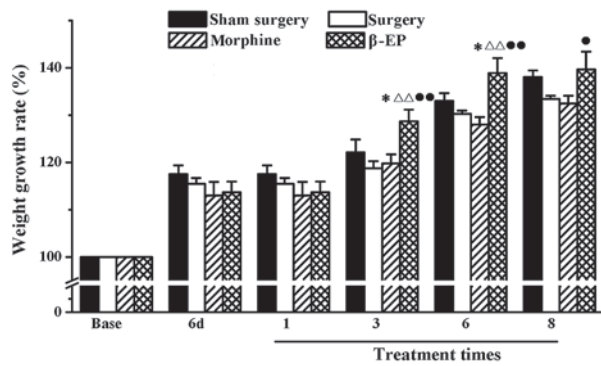 Sham surgery Surgery
Morphine β-EP
Weight growth rate (%)
140
120
100
0
* △△●●
* △△●●
●
Base 6d 1 3 6 8
Treatment times